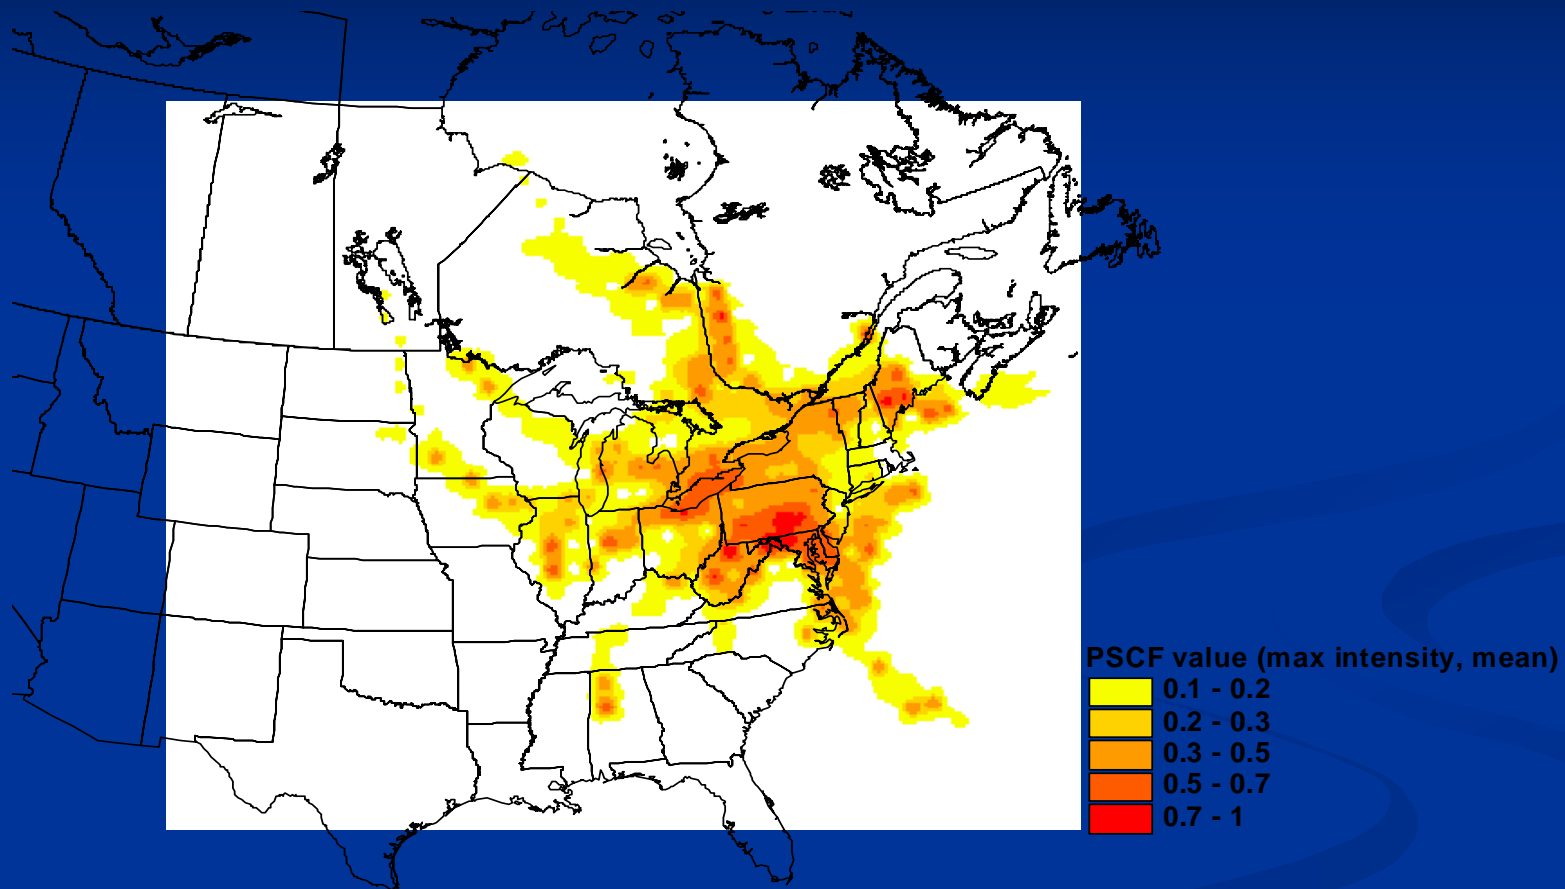 PSCF value (max intensity, mean)
0.1 - 0.2
0.2 - 0.3
0.3 - 0.5
0.5 - 0.7
0.7 - 1